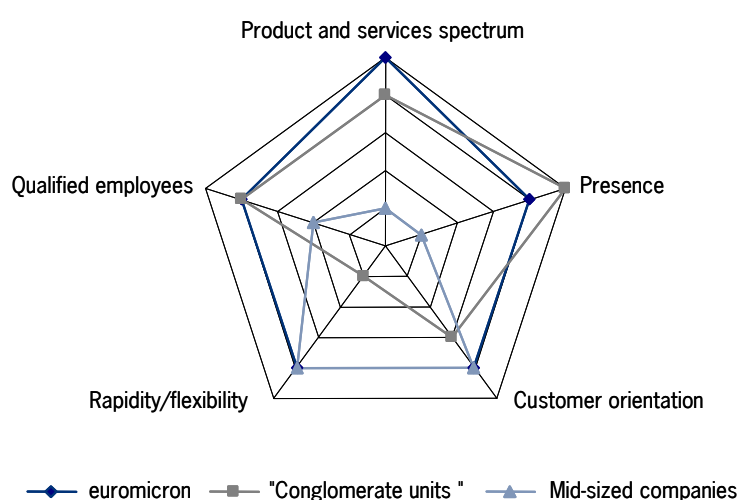 Product and services spectrum
Qualified employees
Presence
Rapidity/flexibility
Customer orientation
euromicron
"Conglomerate units "
Mid-sized companies